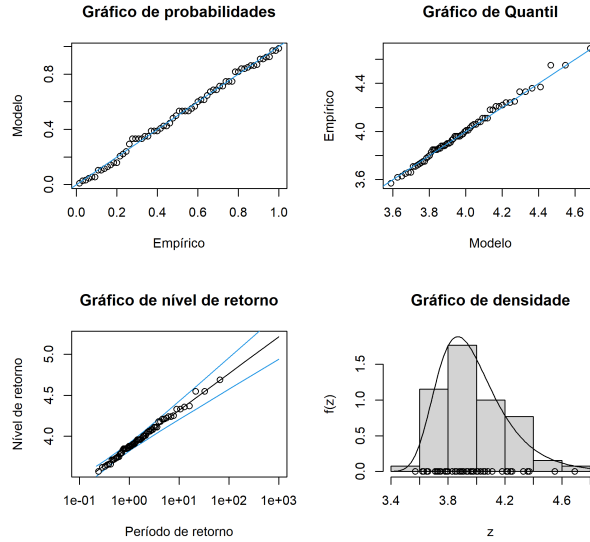 Gráfico de probabilidades
Modelo
0.0 0.4 0.8
0.0 0.2 0.4 0.6 0.8 1.0
Empírico
Gráfico de Quantil
Empírico
3.6 4.0 4.4
3.6 3.8 4.0 4.2 4.4 4.6
Modelo
Gráfico de nível de retorno
Nível de retorno
4.0 4.5 5.0
1e-01 1e+00 1e+01 1e+02 1e+03
Período de retorno
Gráfico de densidade
f(z)
0.0 0.5 1.0 1.5
3.4 3.8 4.2 4.6
z